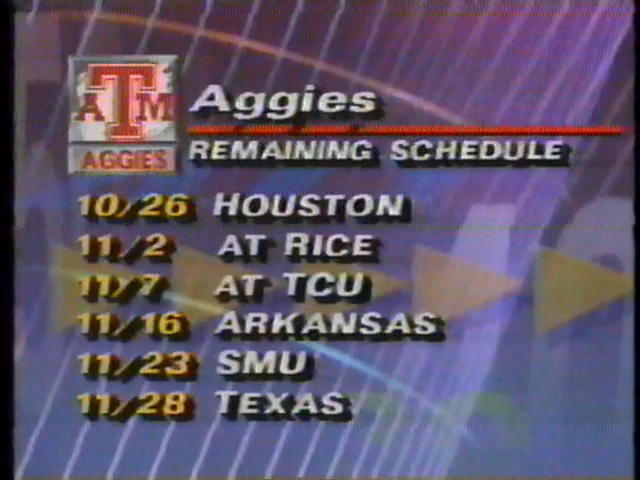 ATM
AGGIES
Aggies
REMAINING SCHEDULE
10/26 HOUSTON
11/2 AT RICE
11/7 AT TCU
11/16 ARKANSAS
11/23 SMU
11/28 TEXAS